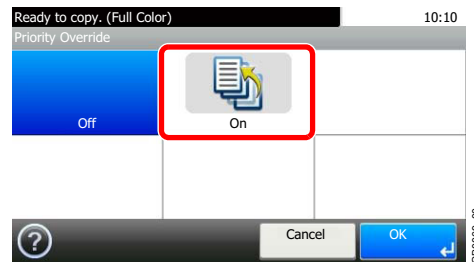 Ready to copy. (Full Color) 10:10
Priority Override
Off
On
?
Cancel
OK